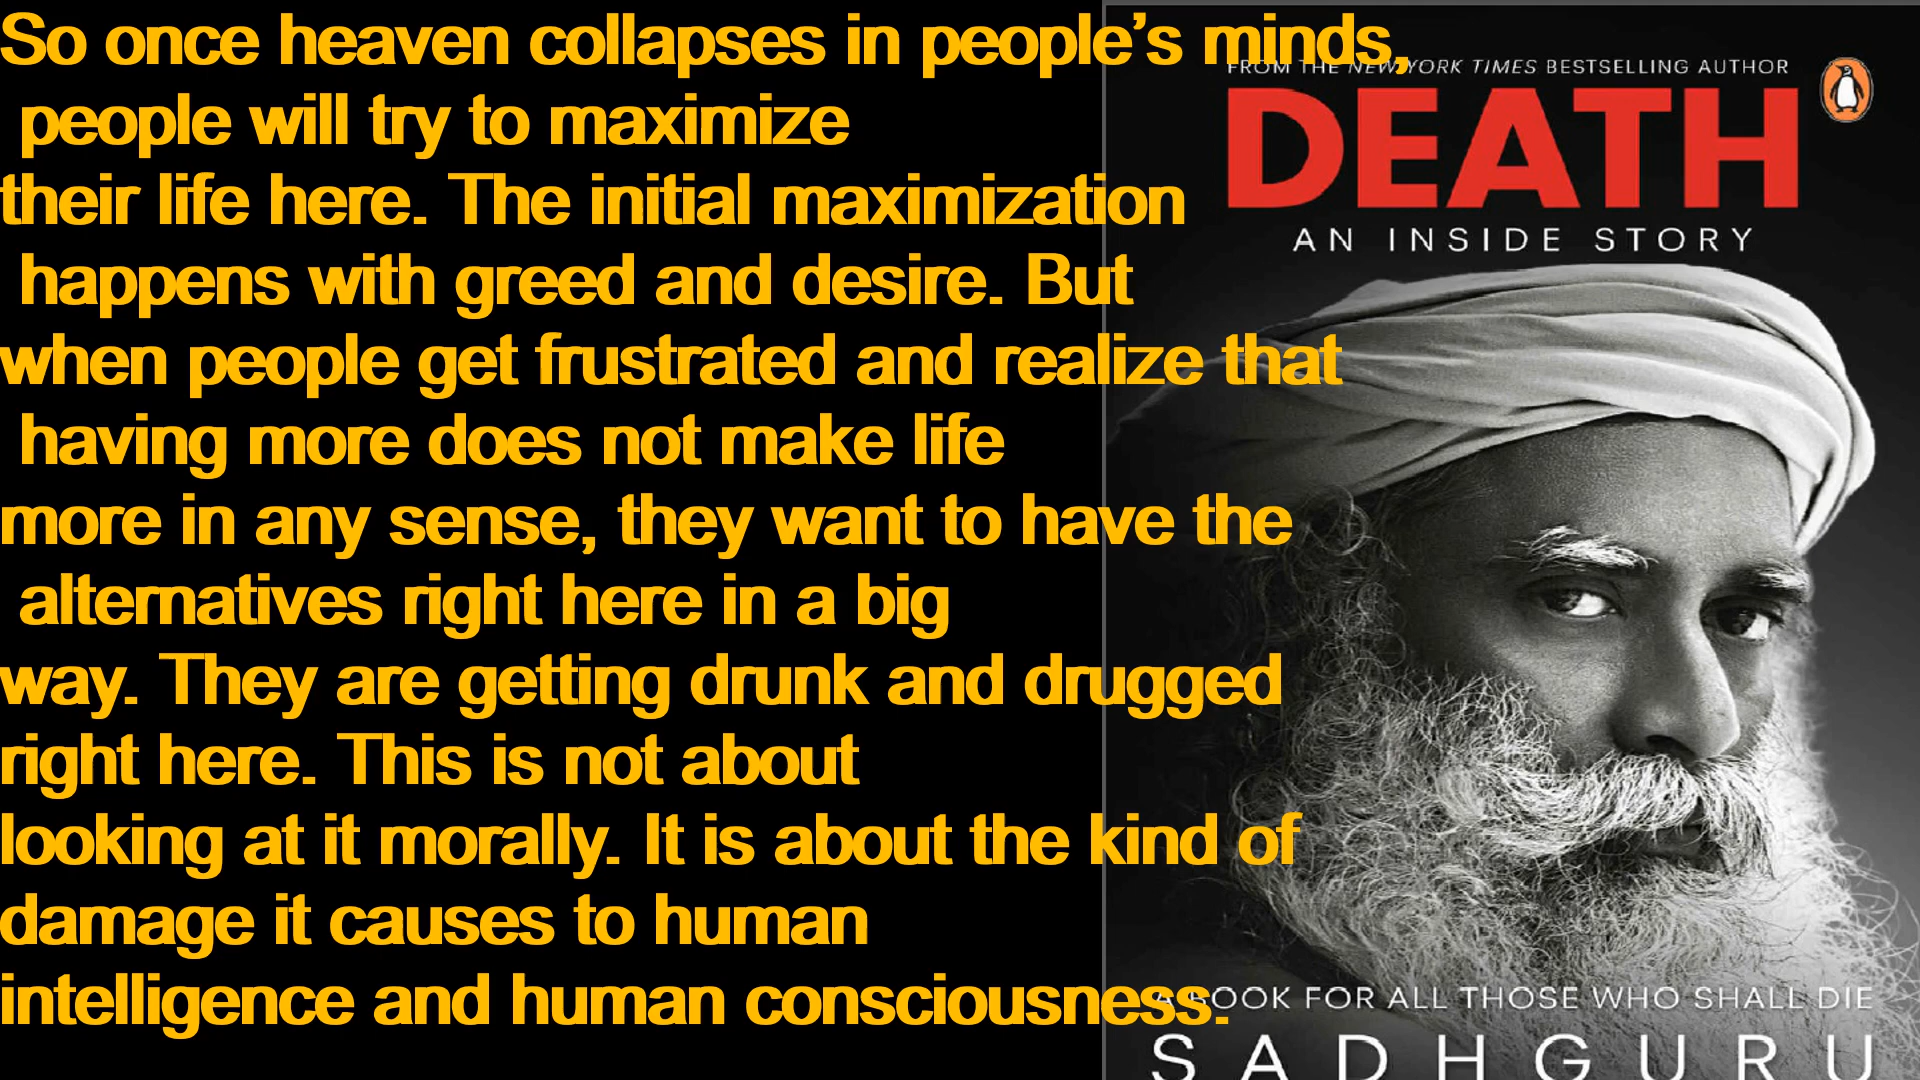 So once heaven collapses in people’s minds,
people will try to maximize
their life here. The initial maximization
happens with greed and desire. But
when people get frustrated and realize that
having more does not make life
more in any sense, they want to have the
alternatives right here in a big
way. They are getting drunk and drugged
right here. This is not about
looking at it morally. It is about the kind of
damage it causes to human
intelligence and human consciousness.
FROM THE NEW YORK TIMES BESTSELLING AUTHOR
DEATH
AN INSIDE STORY
A BOOK FOR ALL THOSE WHO SHALL DIE
SADHGURU